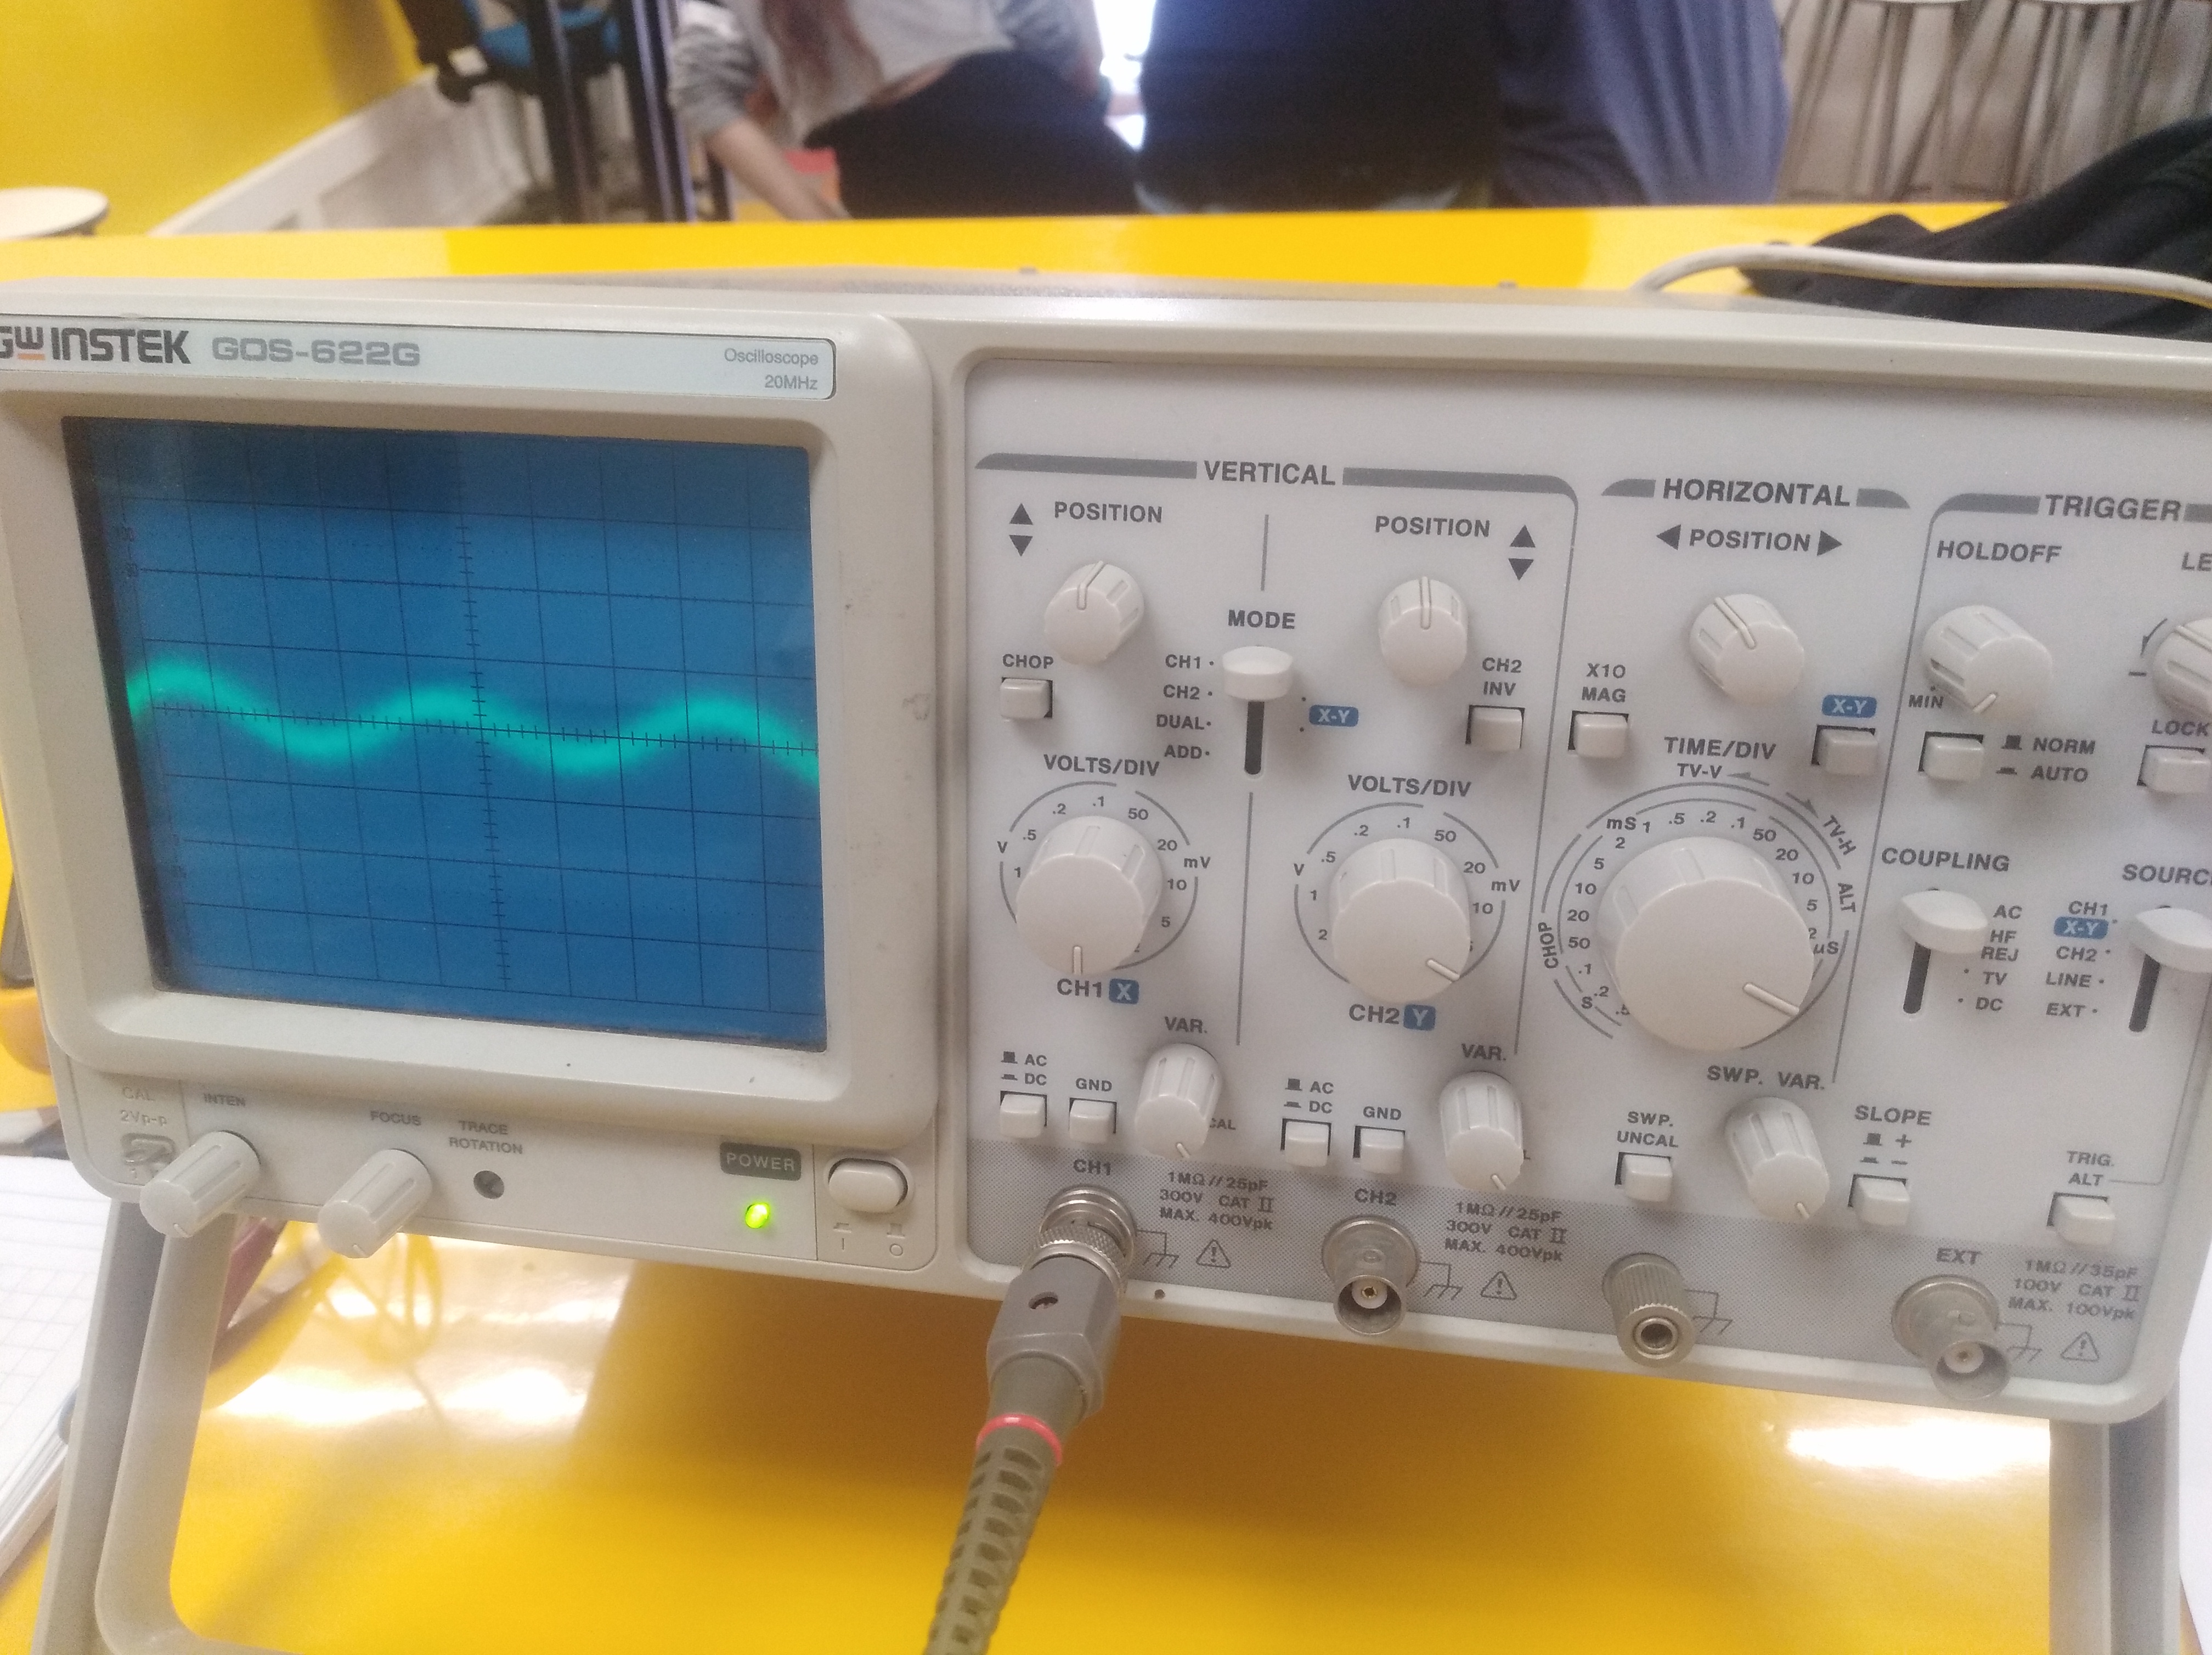 GW INSTEK GOS-622G
Oscilloscope
20MHz
100
90
CAL
2Vp-p
INTEN
FOCUS
TRACE
ROTATION
POWER
I
O
VERTICAL
POSITION
POSITION
MODE
CHOP
CH1
CH2
DUAL
ADD
X-Y
CH2
INV
VOLTS/DIV
V 1 .5 .2 .1 50 20 mV 10 5
CH1 X
VOLTS/DIV
V 2 1 .5 .2 .1 50 20 mV 10
CH2 Y
VAR.
AC
DC
GND
CAL
CH1
1MΩ//25pF
300V CAT II
MAX. 400Vpk
VAR.
AC
DC
GND
CH2
1MΩ//25pF
300V CAT II
MAX. 400Vpk
HORIZONTAL
POSITION
X10
MAG
X-Y
TIME/DIV
TV-V
TV-H
ALT
CHOP
mS 1 .5 .2 .1 50 20 10 5 2 µS
2 5 10 20 50 .1 .2 S .5
SWP. VAR.
SWP.
UNCAL
TRIGGER
HOLDOFF
MIN
NORM
AUTO
LOCK
COUPLING
AC
HF
REJ
TV
DC
CH1
X-Y
CH2
LINE
EXT
SLOPE
+
−
TRIG.
ALT
EXT
1MΩ//35pF
100V CAT II
MAX. 100Vpk